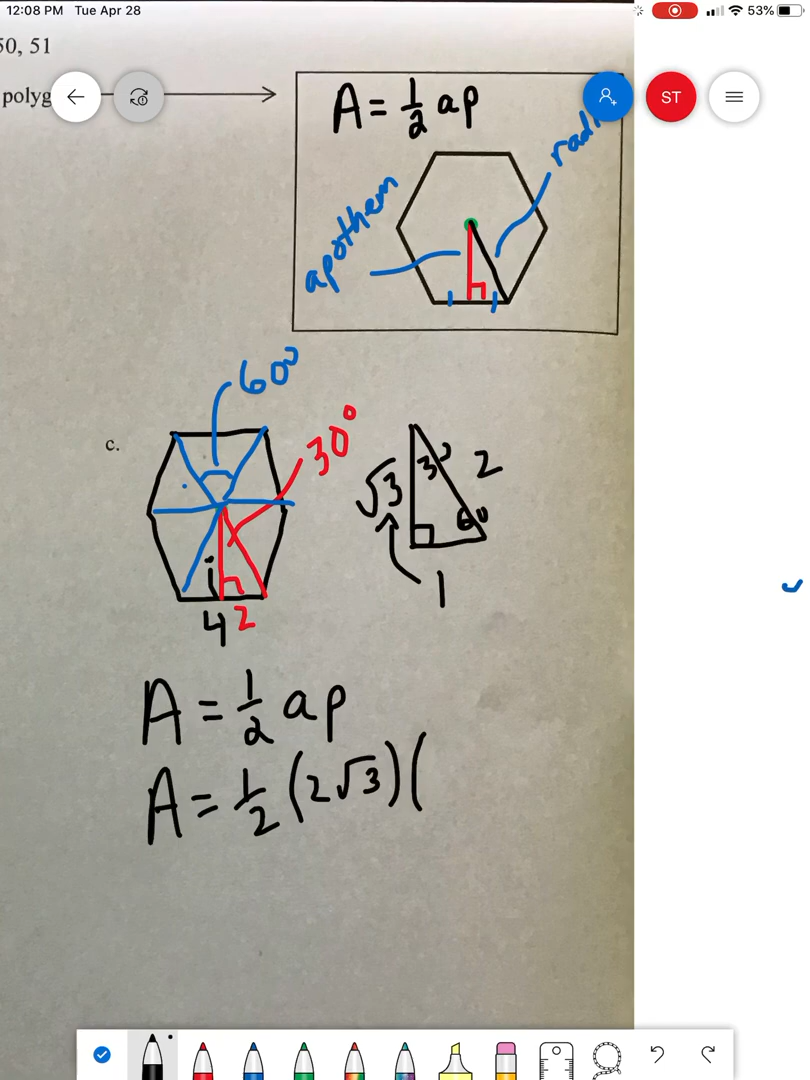 12:08 PM Tue Apr 28
53%
50, 51
polyg
ST
A = 1/2 ap
apothem
c.
60°
30°
√3
30
2
60
1
4 2
A = 1/2 ap
A = 1/2 (2√3)(